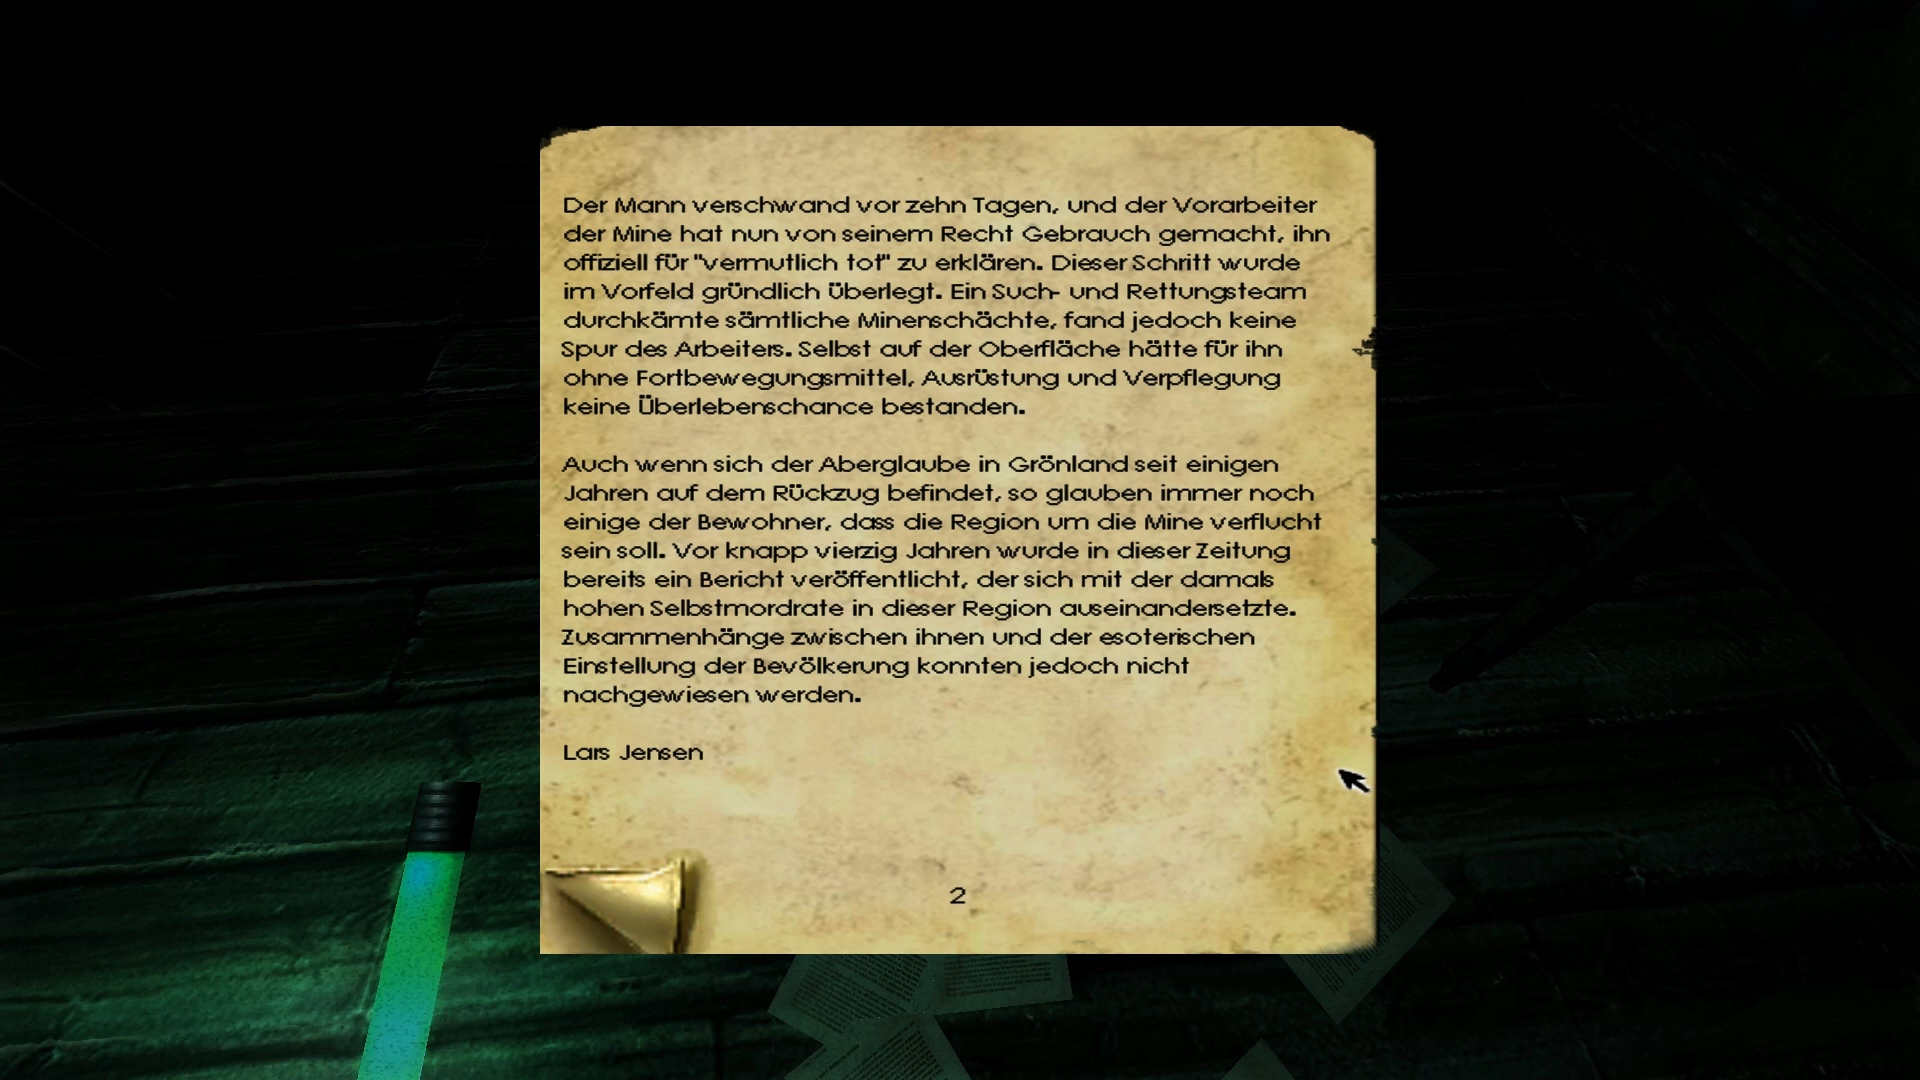 Der Mann verschwand vor zehn Tagen, und der Vorarbeiter
der Mine hat nun von seinem Recht Gebrauch gemacht, ihn
offiziell für "vermutlich tot" zu erklären. Dieser Schritt wurde
im Vorfeld gründlich überlegt. Ein Such- und Rettungsteam
durchkämte sämtliche Minenschächte, fand jedoch keine
Spur des Arbeiters. Selbst auf der Oberfläche hätte für ihn
ohne Fortbewegungsmittel, Ausrüstung und Verpflegung
keine Überlebenschance bestanden.
Auch wenn sich der Aberglaube in Grönland seit einigen
Jahren auf dem Rückzug befindet, so glauben immer noch
einige der Bewohner, dass die Region um die Mine verflucht
sein soll. Vor knapp vierzig Jahren wurde in dieser Zeitung
bereits ein Bericht veröffentlicht, der sich mit der damals
hohen Selbstmordrate in dieser Region auseinandersetzte.
Zusammenhänge zwischen ihnen und der esoterischen
Einstellung der Bevölkerung konnten jedoch nicht
nachgewiesen werden.
Lars Jensen
2